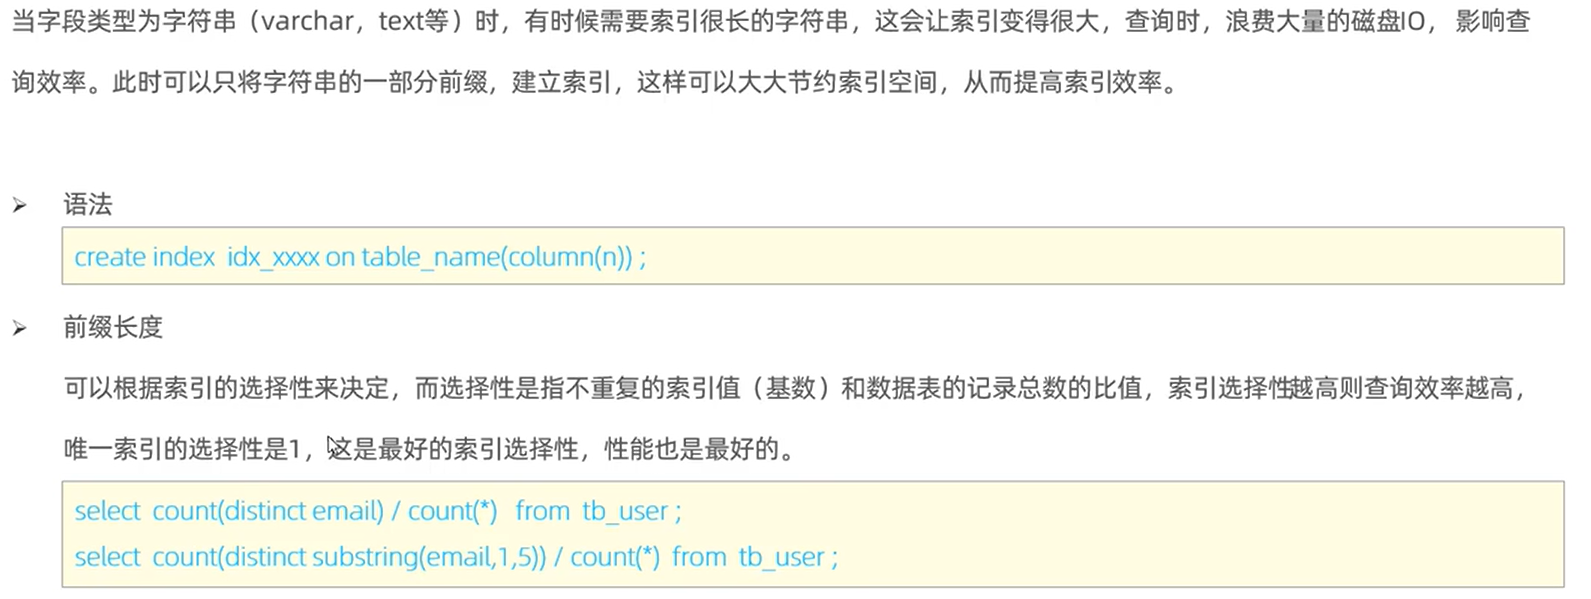 当字段类型为字符串（varchar，text等）时，有时候需要索引很长的字符串，这会让索引变得很大，查询时，浪费大量的磁盘IO， 影响查
询效率。此时可以只将字符串的一部分前缀，建立索引，这样可以大大节约索引空间，从而提高索引效率。
语法
create index idx_xxxx on table_name(column(n)) ;
前缀长度
可以根据索引的选择性来决定，而选择性是指不重复的索引值（基数）和数据表的记录总数的比值，索引选择性越高则查询效率越高，
唯一索引的选择性是1，这是最好的索引选择性，性能也是最好的。
select count(distinct email) / count(*) from tb_user ;
select count(distinct substring(email,1,5)) / count(*) from tb_user ;